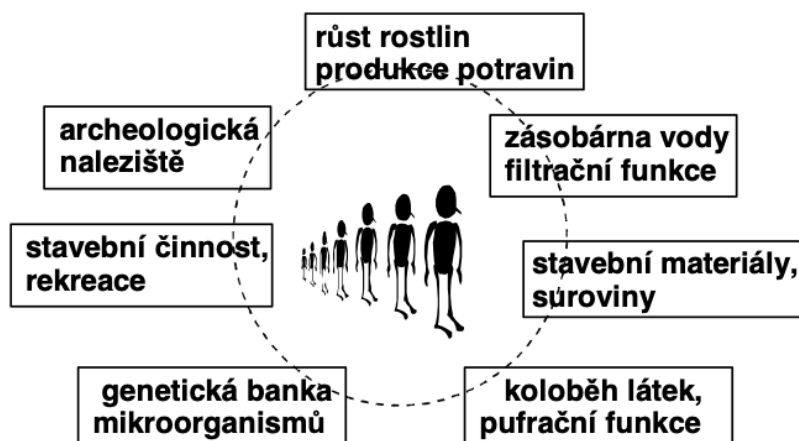 růst rostlin
produkce potravin
archeologická
naleziště
zásobárna vody
filtrační funkce
stavební činnost,
rekreace
stavební materiály,
suroviny
genetická banka
mikroorganismů
koloběh látek,
pufrační funkce